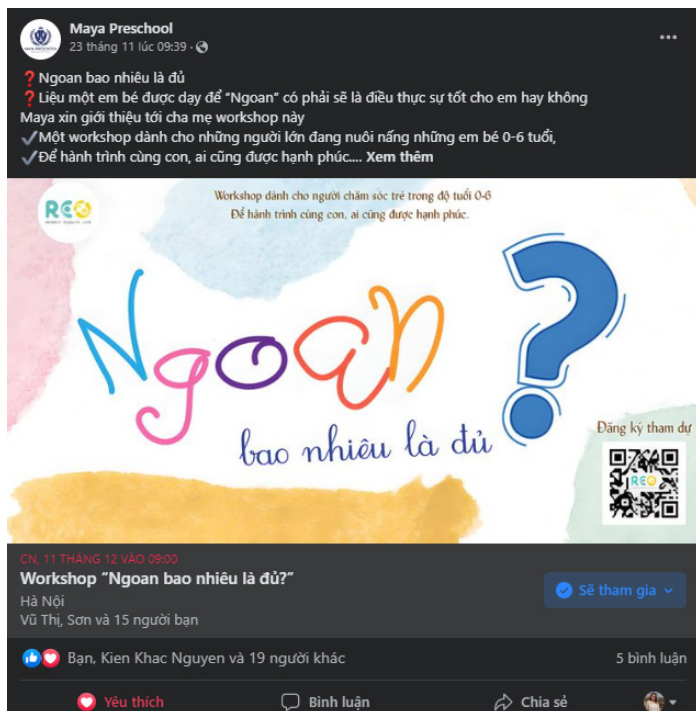 Maya Preschool
23 tháng 11 lúc 09:39 ·
❓Ngoan bao nhiêu là đủ
❓Liệu một em bé được dạy để "Ngoan" có phải sẽ là điều thực sự tốt cho em hay không
Maya xin giới thiệu tới cha mẹ workshop này
✔Một workshop dành cho những người lớn đang nuôi nấng những em bé 0-6 tuổi,
✔Để hành trình cùng con, ai cũng được hạnh phúc.... Xem thêm
REO
Workshop dành cho người chăm sóc trẻ trong độ tuổi 0-6
Để hành trình cùng con, ai cũng được hạnh phúc.
Ngoan ?
bao nhiêu là đủ
Đăng ký tham dự
REO
CN, 11 THÁNG 12 VÀO 09:00
Workshop "Ngoan bao nhiêu là đủ?"
Hà Nội
Vũ Thị, Sơn và 15 người bạn
Sẽ tham gia
Bạn, Kien Khac Nguyen và 19 người khác
5 bình luận
Yêu thích
Bình luận
Chia sẻ